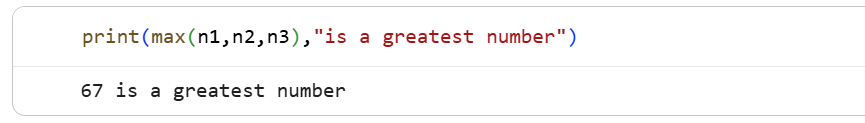 print(max(n1,n2,n3),"is a greatest number")
67 is a greatest number